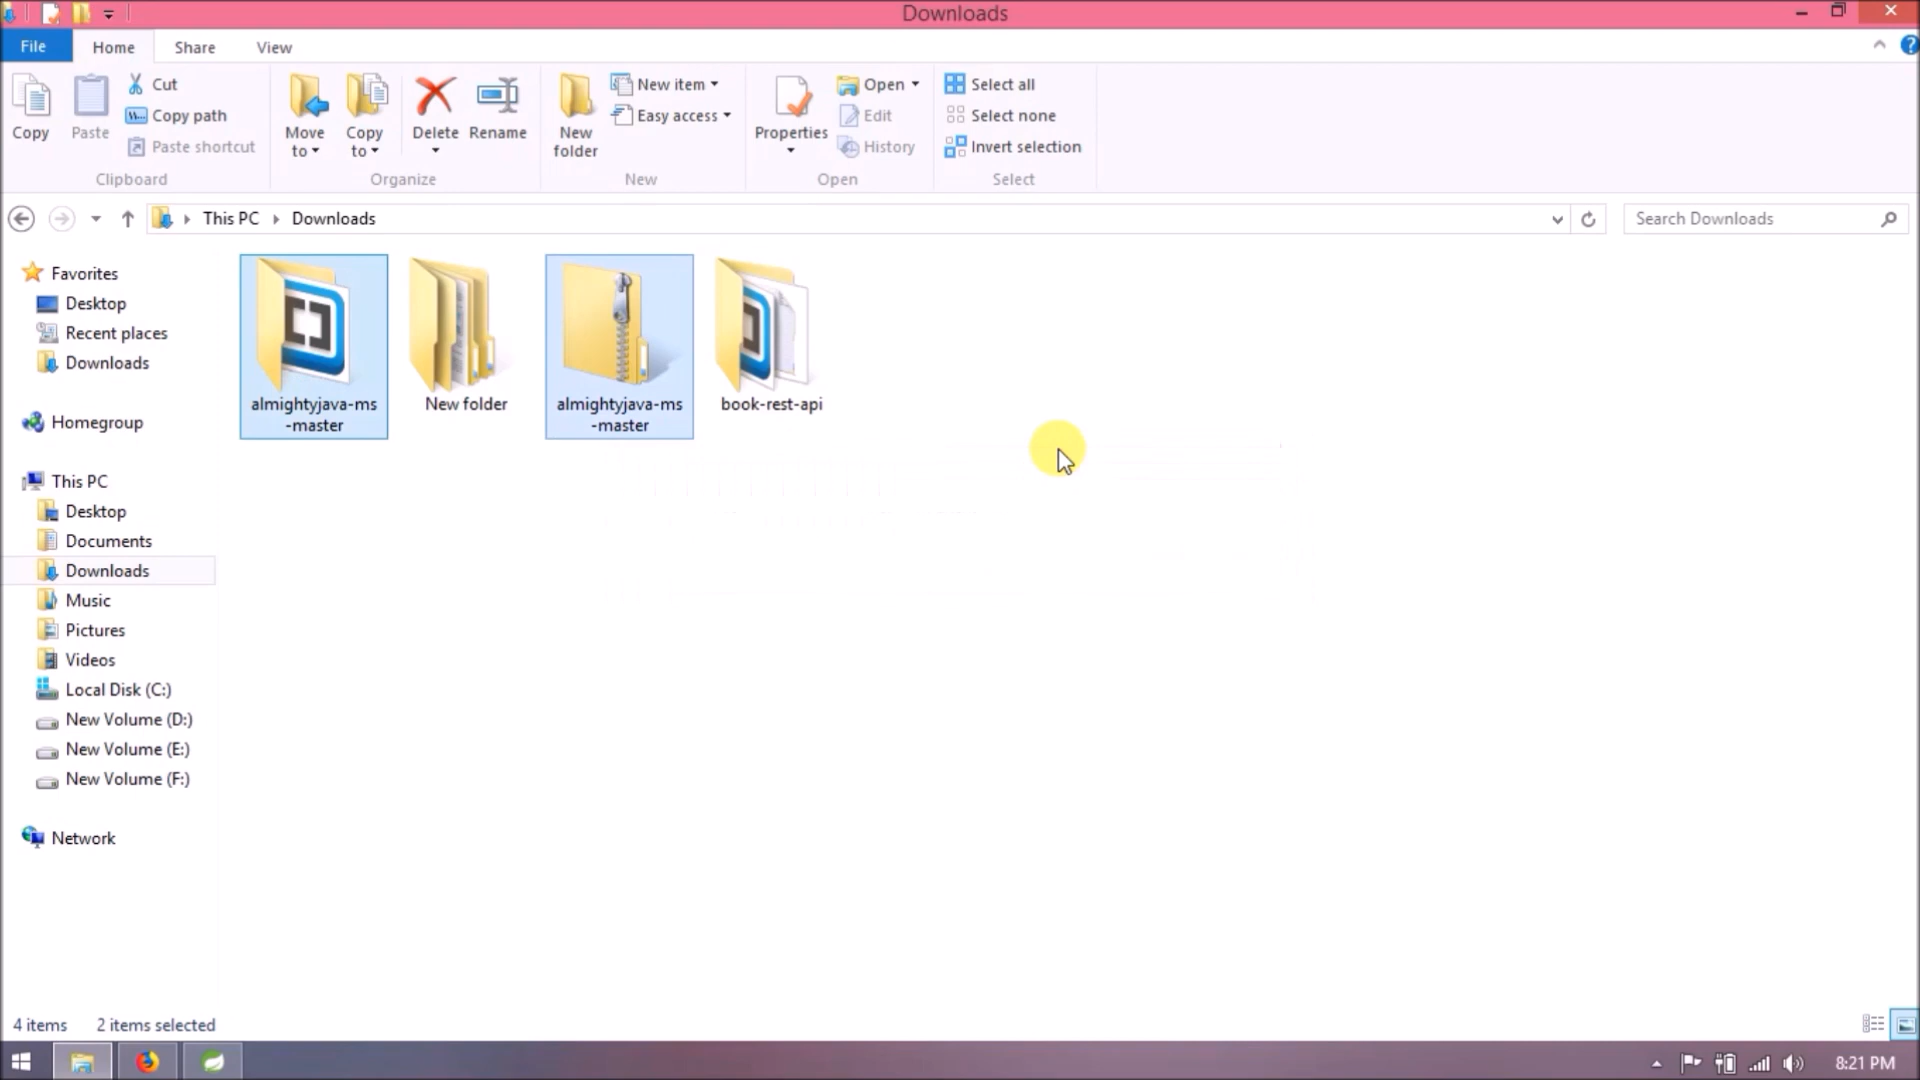 Downloads
File Home Share View
Copy
Paste
Cut
Copy path
Paste shortcut
Clipboard
Move to
Copy to
Delete
Rename
Organize
New folder
New item
Easy access
New
Properties
Open
Edit
History
Open
Select all
Select none
Invert selection
Select
This PC Downloads
Search Downloads
Favorites
Desktop
Recent places
Downloads
Homegroup
This PC
Desktop
Documents
Downloads
Music
Pictures
Videos
Local Disk (C:)
New Volume (D:)
New Volume (E:)
New Volume (F:)
Network
almightyjava-ms
-master
New folder
almightyjava-ms
-master
book-rest-api
4 items 2 items selected
8:21 PM